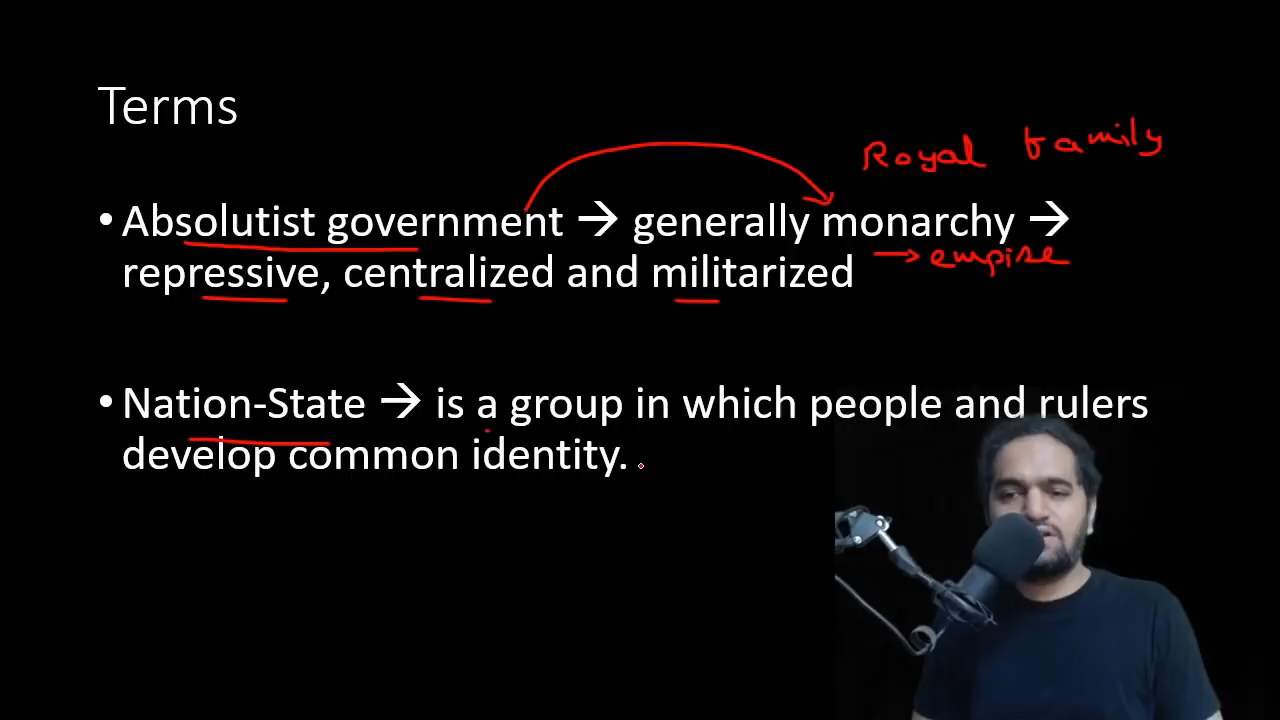 Terms
Royal family
• Absolutist government → generally monarchy →
→ empire
repressive, centralized and militarized
• Nation-State → is a group in which people and rulers
develop common identity.